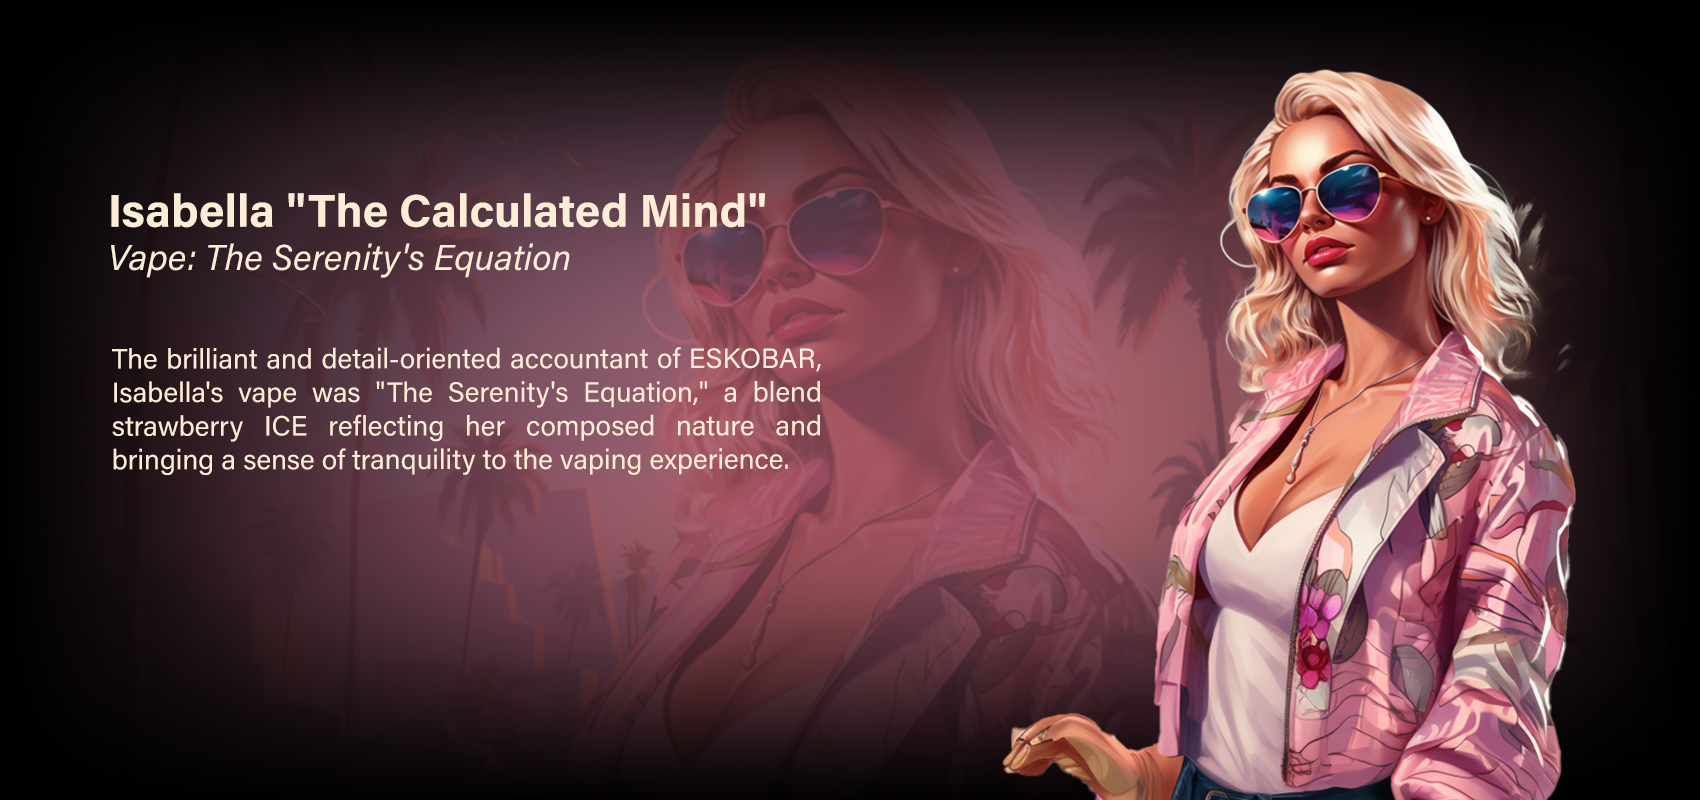 Isabella "The Calculated Mind"
Vape: The Serenity's Equation
The brilliant and detail-oriented accountant of ESKOBAR,
Isabella's vape was "The Serenity's Equation," a blend
strawberry ICE reflecting her composed nature and
bringing a sense of tranquility to the vaping experience.